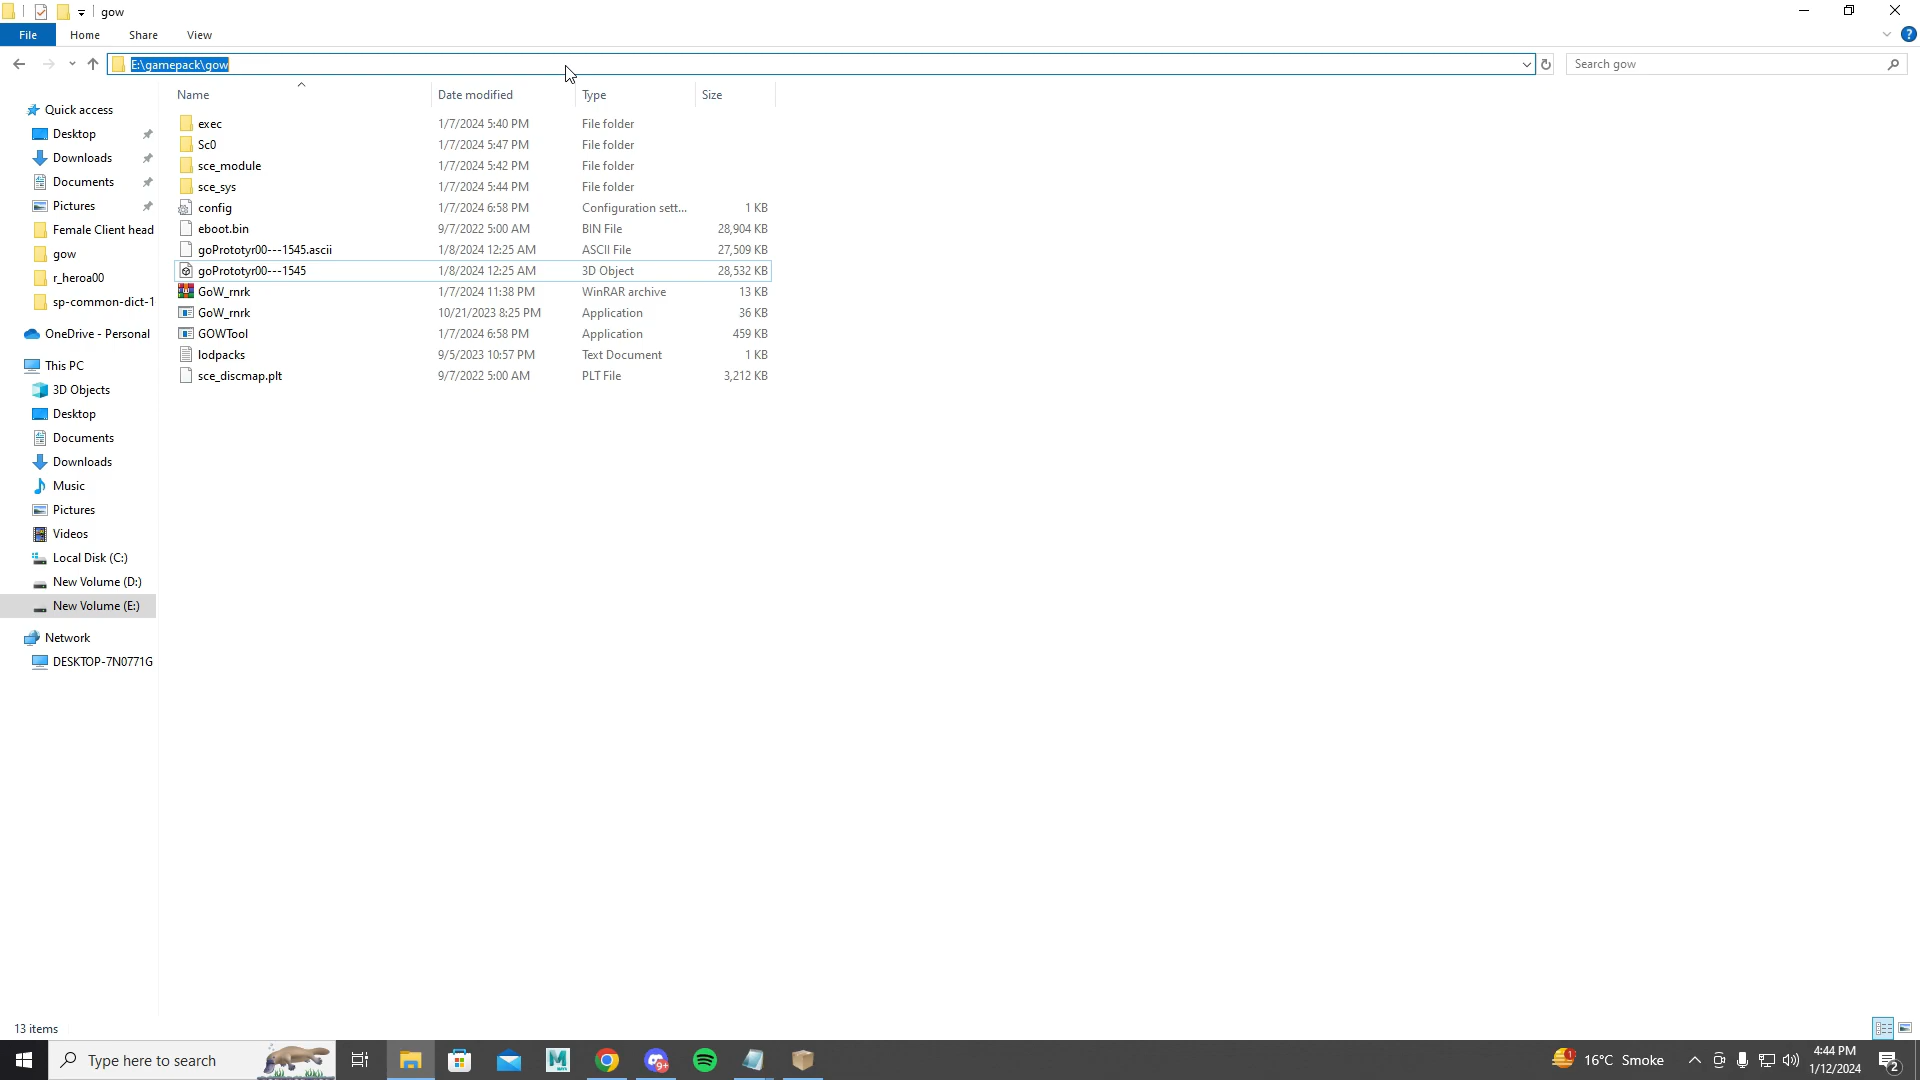 gow
File Home Share View
E:\gamepack\gow Search gow
Name Date modified Type Size
Quick access
Desktop
Downloads
Documents
Pictures
Female Client head
gow
r_heroa00
sp-common-dict-1
OneDrive - Personal
This PC
3D Objects
Desktop
Documents
Downloads
Music
Pictures
Videos
Local Disk (C:)
New Volume (D:)
New Volume (E:)
Network
DESKTOP-7N0771G
exec 1/7/2024 5:40 PM File folder
Sc0 1/7/2024 5:47 PM File folder
sce_module 1/7/2024 5:42 PM File folder
sce_sys 1/7/2024 5:44 PM File folder
config 1/7/2024 6:58 PM Configuration sett... 1 KB
eboot.bin 9/7/2022 5:00 AM BIN File 28,904 KB
goPrototyr00---1545.ascii 1/8/2024 12:25 AM ASCII File 27,509 KB
goPrototyr00---1545 1/8/2024 12:25 AM 3D Object 28,532 KB
GoW_rnrk 1/7/2024 11:38 PM WinRAR archive 13 KB
GoW_rnrk 10/21/2023 8:25 PM Application 36 KB
GOWTool 1/7/2024 6:58 PM Application 459 KB
lodpacks 9/5/2023 10:57 PM Text Document 1 KB
sce_discmap.plt 9/7/2022 5:00 AM PLT File 3,212 KB
13 items
Type here to search
9+
1
16°C Smoke
4:44 PM
1/12/2024
2